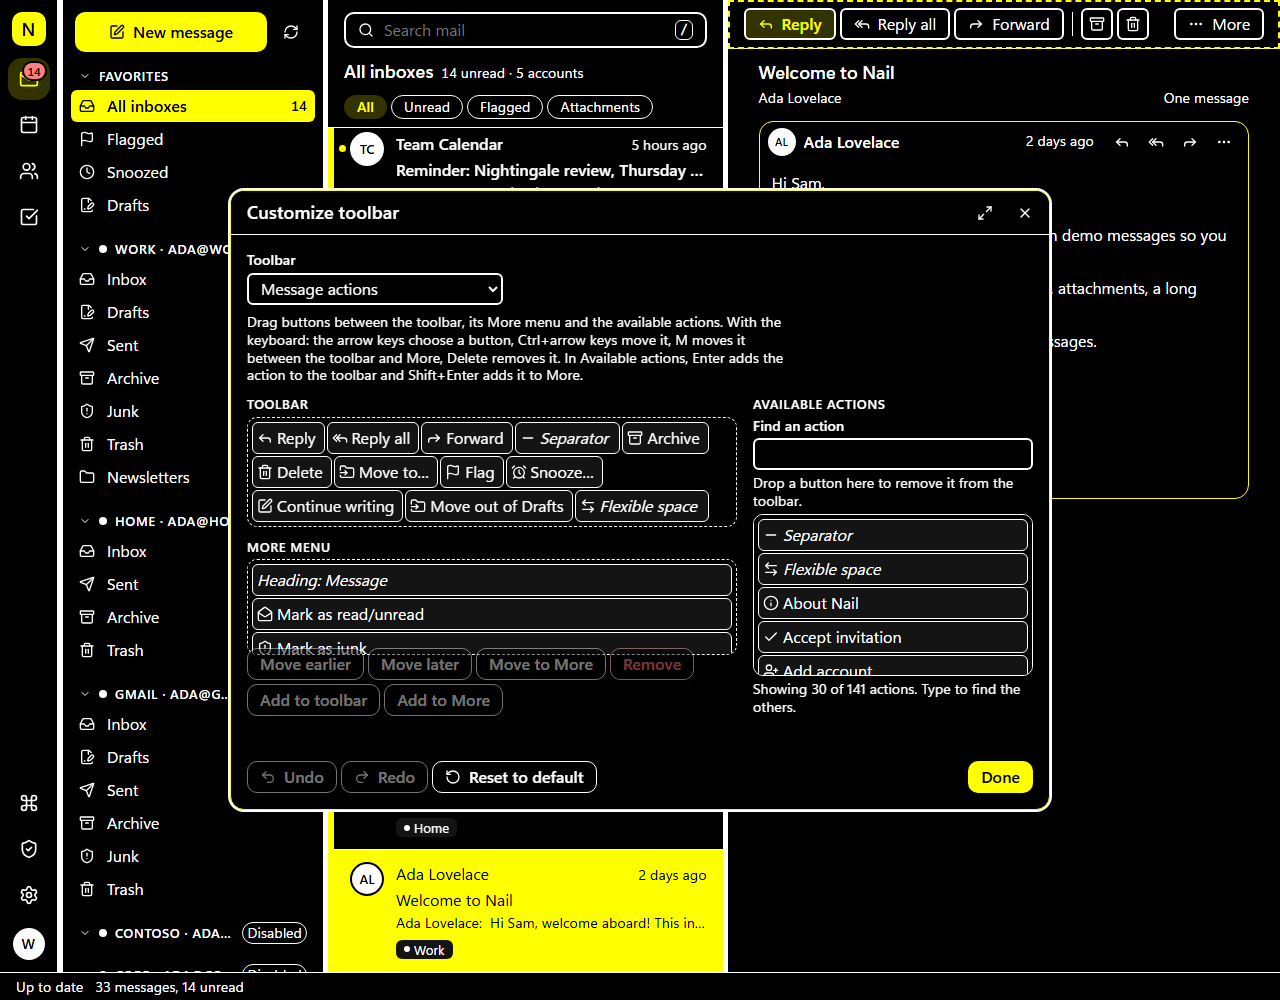 N
New message
Search mail
/
Reply
Reply all
Forward
More
14
FAVORITES
All inboxes 14
Flagged
Snoozed
Drafts
All inboxes 14 unread · 5 accounts
All
Unread
Flagged
Attachments
TC
Team Calendar 5 hours ago
Reminder: Nightingale review, Thursday ...
Welcome to Nail
Ada Lovelace One message
AL
Ada Lovelace 2 days ago
Hi Sam,
demo messages so you
attachments, a long
WORK · ADA@WO
Inbox
Drafts
Sent
Archive
Junk
Trash
Newsletters
HOME · ADA@HO
Inbox
Sent
Archive
Trash
GMAIL · ADA@G...
Inbox
Drafts
Sent
Archive
Junk
Trash
CONTOSO · ADA... Disabled
W
Customize toolbar
Toolbar
Message actions
Drag buttons between the toolbar, its More menu and the available actions. With the
keyboard: the arrow keys choose a button, Ctrl+arrow keys move it, M moves it
between the toolbar and More, Delete removes it. In Available actions, Enter adds the
action to the toolbar and Shift+Enter adds it to More.
TOOLBAR
Reply
Reply all
Forward
Separator
Archive
Delete
Move to...
Flag
Snooze...
Continue writing
Move out of Drafts
Flexible space
MORE MENU
Heading: Message
Mark as read/unread
Mark as junk
Move earlier
Move later
Move to More
Remove
Add to toolbar
Add to More
AVAILABLE ACTIONS
Find an action
Drop a button here to remove it from the
toolbar.
Separator
Flexible space
About Nail
Accept invitation
Add account
Showing 30 of 141 actions. Type to find the
others.
Undo
Redo
Reset to default
Done
Home
AL
Ada Lovelace 2 days ago
Welcome to Nail
Ada Lovelace: Hi Sam, welcome aboard! This in...
Work
Up to date 33 messages, 14 unread